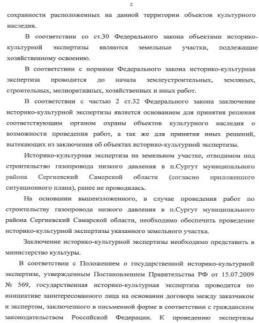 2
сохранности расположенных на данной территории объектов культурного
наследия.
В соответствии со ст.30 Федерального закона объектами историко-
культурной экспертизы являются земельные участки, подлежащие
хозяйственному освоению.
В соответствии с нормами Федерального закона историко-культурная
экспертиза проводится до начала землеустроительных, земляных,
строительных, мелиоративных, хозяйственных и иных работ.
В соответствии с частью 2 ст.32 Федерального закона заключение
историко-культурной экспертизы является основанием для принятия решения
соответствующим органом охраны объектов культурного наследия о
возможности проведения работ, а так же для принятия иных решений,
вытекающих из заключения об объектах историко-культурной экспертизы.
Историко-культурная экспертиза на земельном участке, отводимом под
строительство газопровода низкого давления в п.Сургут муниципального
района Сергиевский Самарской области (согласно приложенного
ситуационного плана), ранее не проводилась.
На основании вышеизложенного, в случае проведения работ по
строительству газопровода низкого давления в п.Сургут муниципального
района Сергиевский Самарской области, необходимо обеспечить проведение
историко-культурной экспертизы указанного земельного участка.
Заключение историко-культурной экспертизы необходимо представить в
министерство культуры.
В соответствии с Положением о государственной историко-культурной
экспертизе, утвержденным Постановлением Правительства РФ от 15.07.2009
№ 569, государственная историко-культурная экспертиза проводится по
инициативе заинтересованного лица на основании договора между заказчиком
и экспертом, заключенного в письменной форме в соответствии с гражданским
законодательством Российской Федерации. К проведению экспертизы